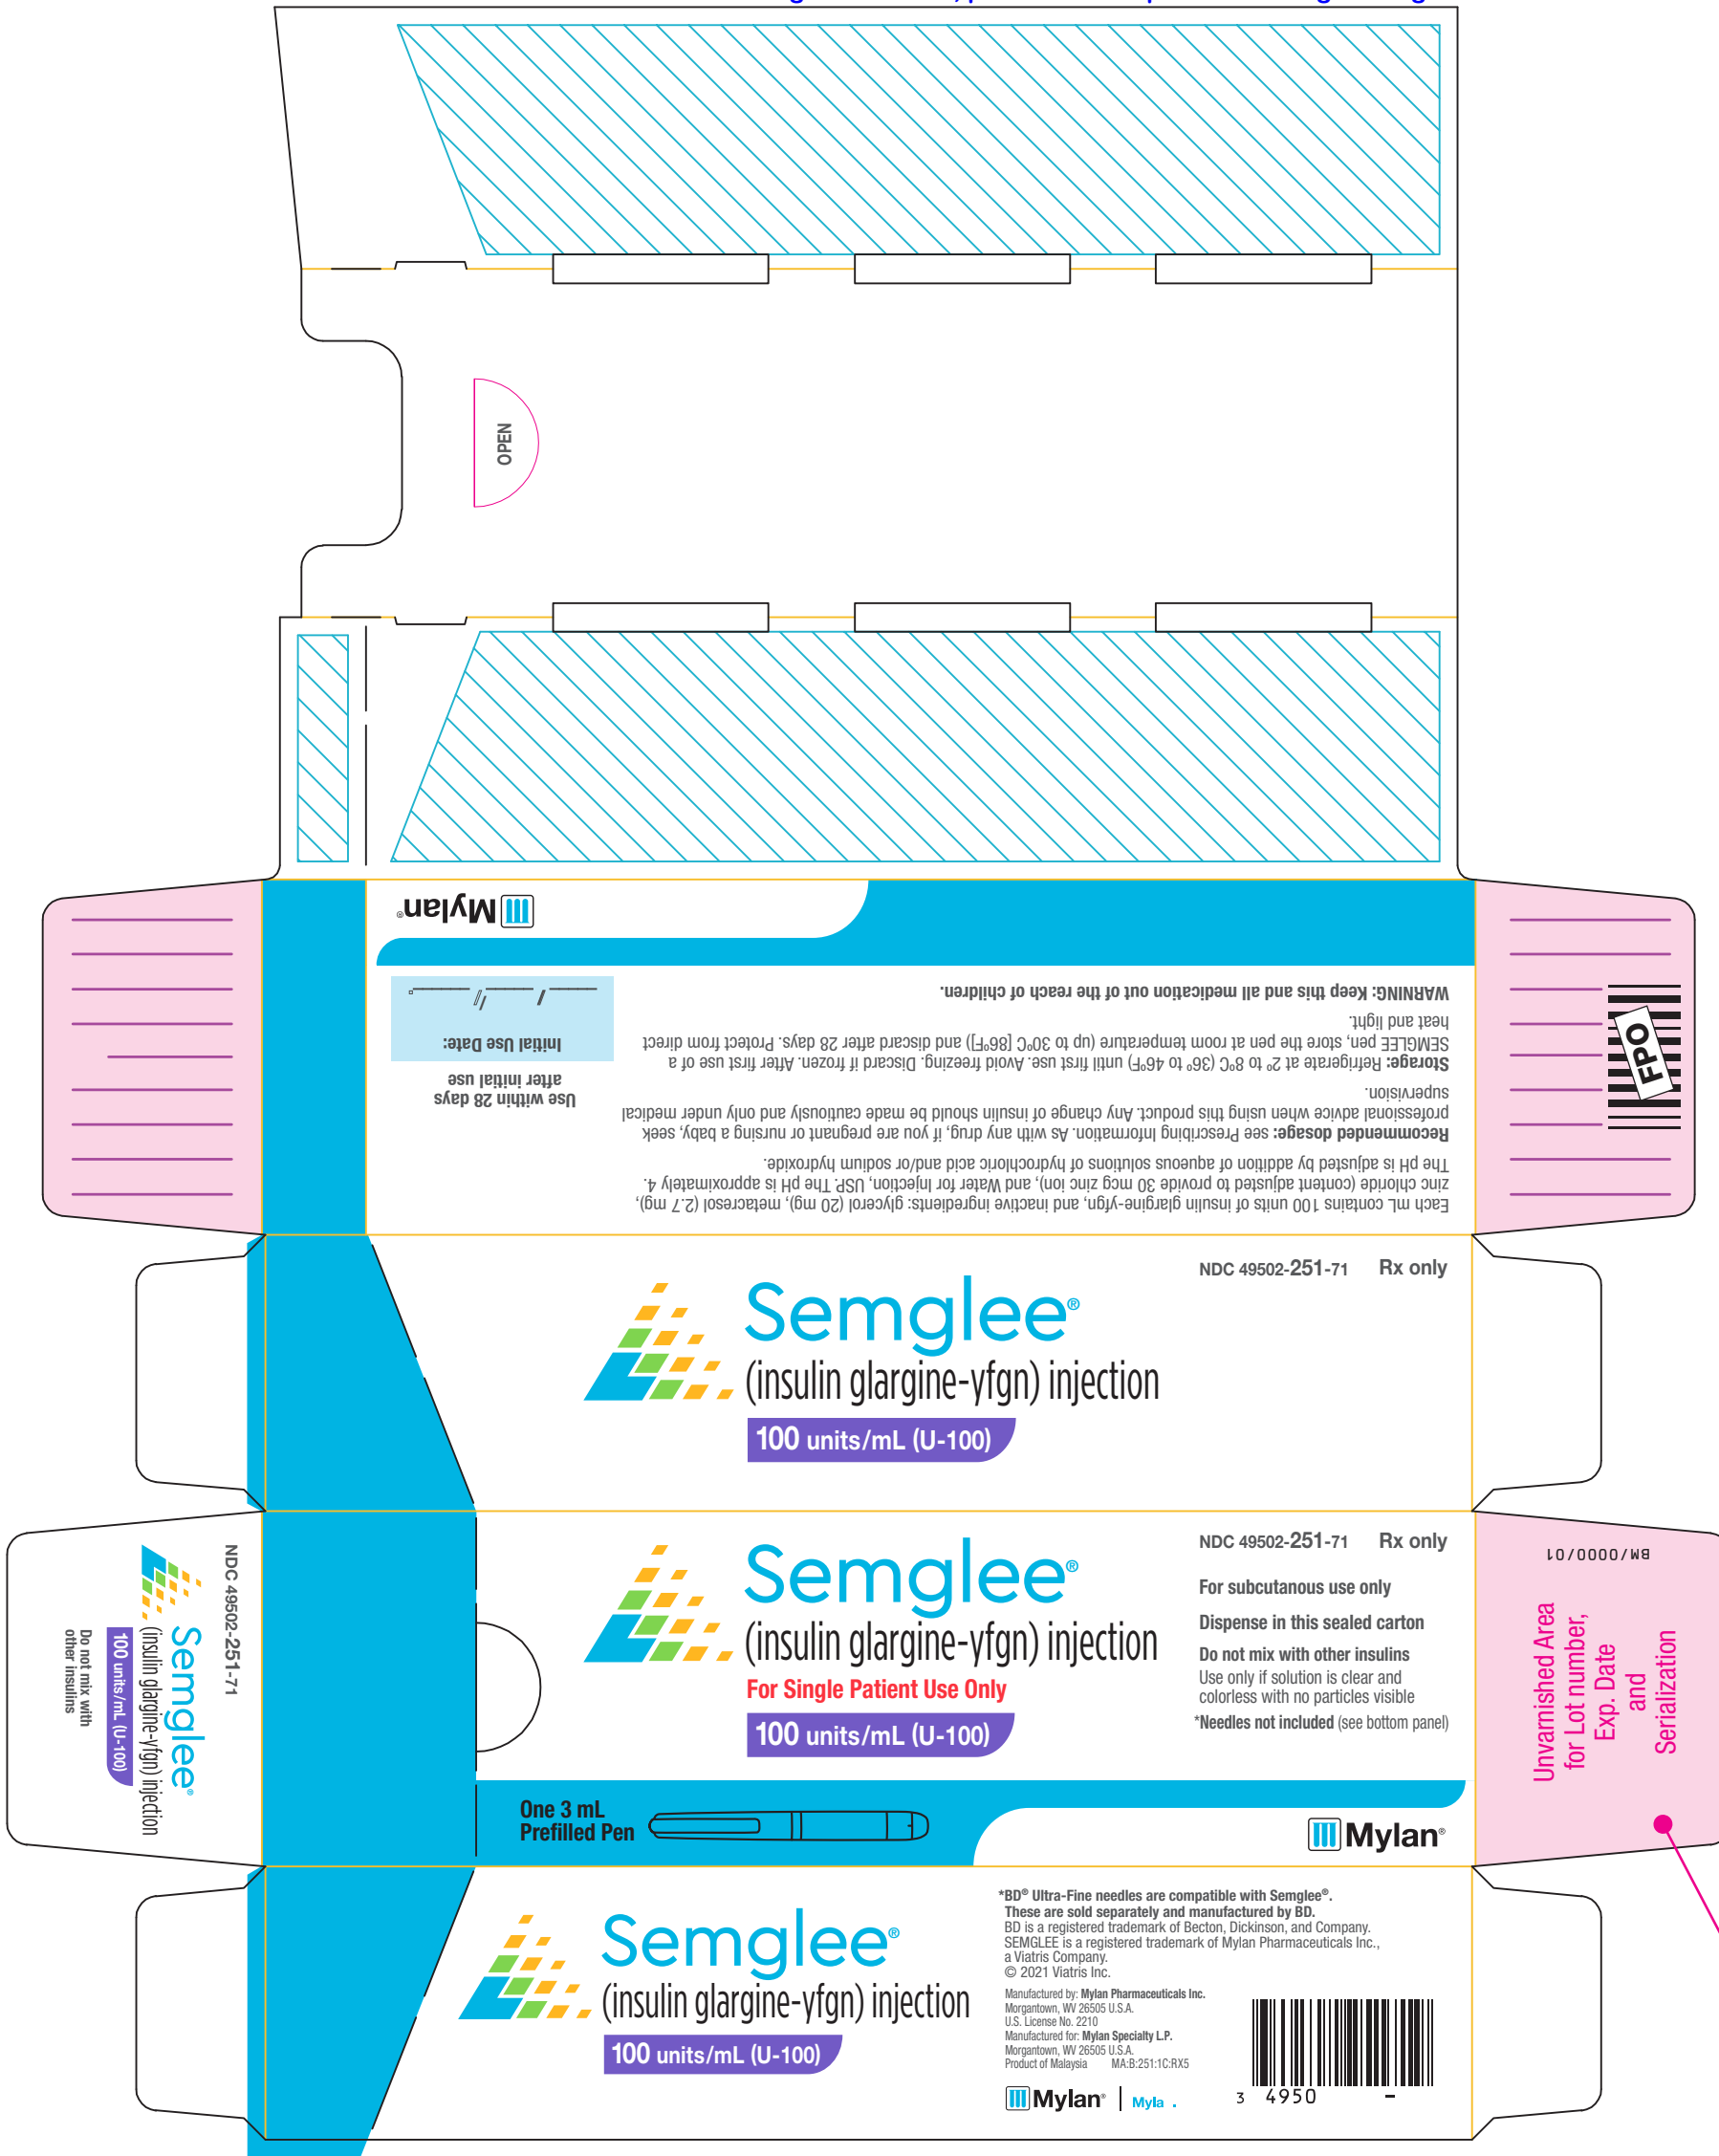 OPEN
Mylan®
WARNING: Keep this and all medication out of the reach of children.
Storage: Refrigerate at 2º to 8ºC (36º to 46ºF) until first use. Avoid freezing. Discard if frozen. After first use of a
SEMGLEE pen, store the pen at room temperature (up to 30ºC [86ºF]) and discard after 28 days. Protect from direct
heat and light.
Recommended dosage: see Prescribing Information. As with any drug, if you are pregnant or nursing a baby, seek
professional advice when using this product. Any change of insulin should be made cautiously and only under medical
supervision.
Each mL contains 100 units of insulin glargine-yfgn, and inactive ingredients: glycerol (20 mg), metacresol (2.7 mg),
zinc chloride (content adjusted to provide 30 mcg zinc ion), and Water for Injection, USP. The pH is approximately 4.
The pH is adjusted by addition of aqueous solutions of hydrochloric acid and/or sodium hydroxide.
Use within 28 days
after initial use
Initial Use Date:
FPO
NDC 49502-251-71 Rx only
Semglee®
(insulin glargine-yfgn) injection
100 units/mL (U-100)
NDC 49502-251-71
Semglee®
(insulin glargine-yfgn) injection
100 units/mL (U-100)
Do not mix with
other insulins
NDC 49502-251-71 Rx only
Semglee®
(insulin glargine-yfgn) injection
For Single Patient Use Only
100 units/mL (U-100)
For subcutanous use only
Dispense in this sealed carton
Do not mix with other insulins
Use only if solution is clear and
colorless with no particles visible
*Needles not included (see bottom panel)
One 3 mL
Prefilled Pen
Mylan®
BM/0000/01
Unvarnished Area
for Lot number,
Exp. Date
and
Serialization
Semglee®
(insulin glargine-yfgn) injection
100 units/mL (U-100)
*BD® Ultra-Fine needles are compatible with Semglee®.
These are sold separately and manufactured by BD.
BD is a registered trademark of Becton, Dickinson, and Company.
SEMGLEE is a registered trademark of Mylan Pharmaceuticals Inc.,
a Viatris Company.
© 2021 Viatris Inc.
Manufactured by: Mylan Pharmaceuticals Inc.
Morgantown, WV 26505 U.S.A.
U.S. License No. 2210
Manufactured for: Mylan Specialty L.P.
Morgantown, WV 26505 U.S.A.
Product of Malaysia MA:B:251:1C:RX5
Mylan® | Myla .
3 4950 –